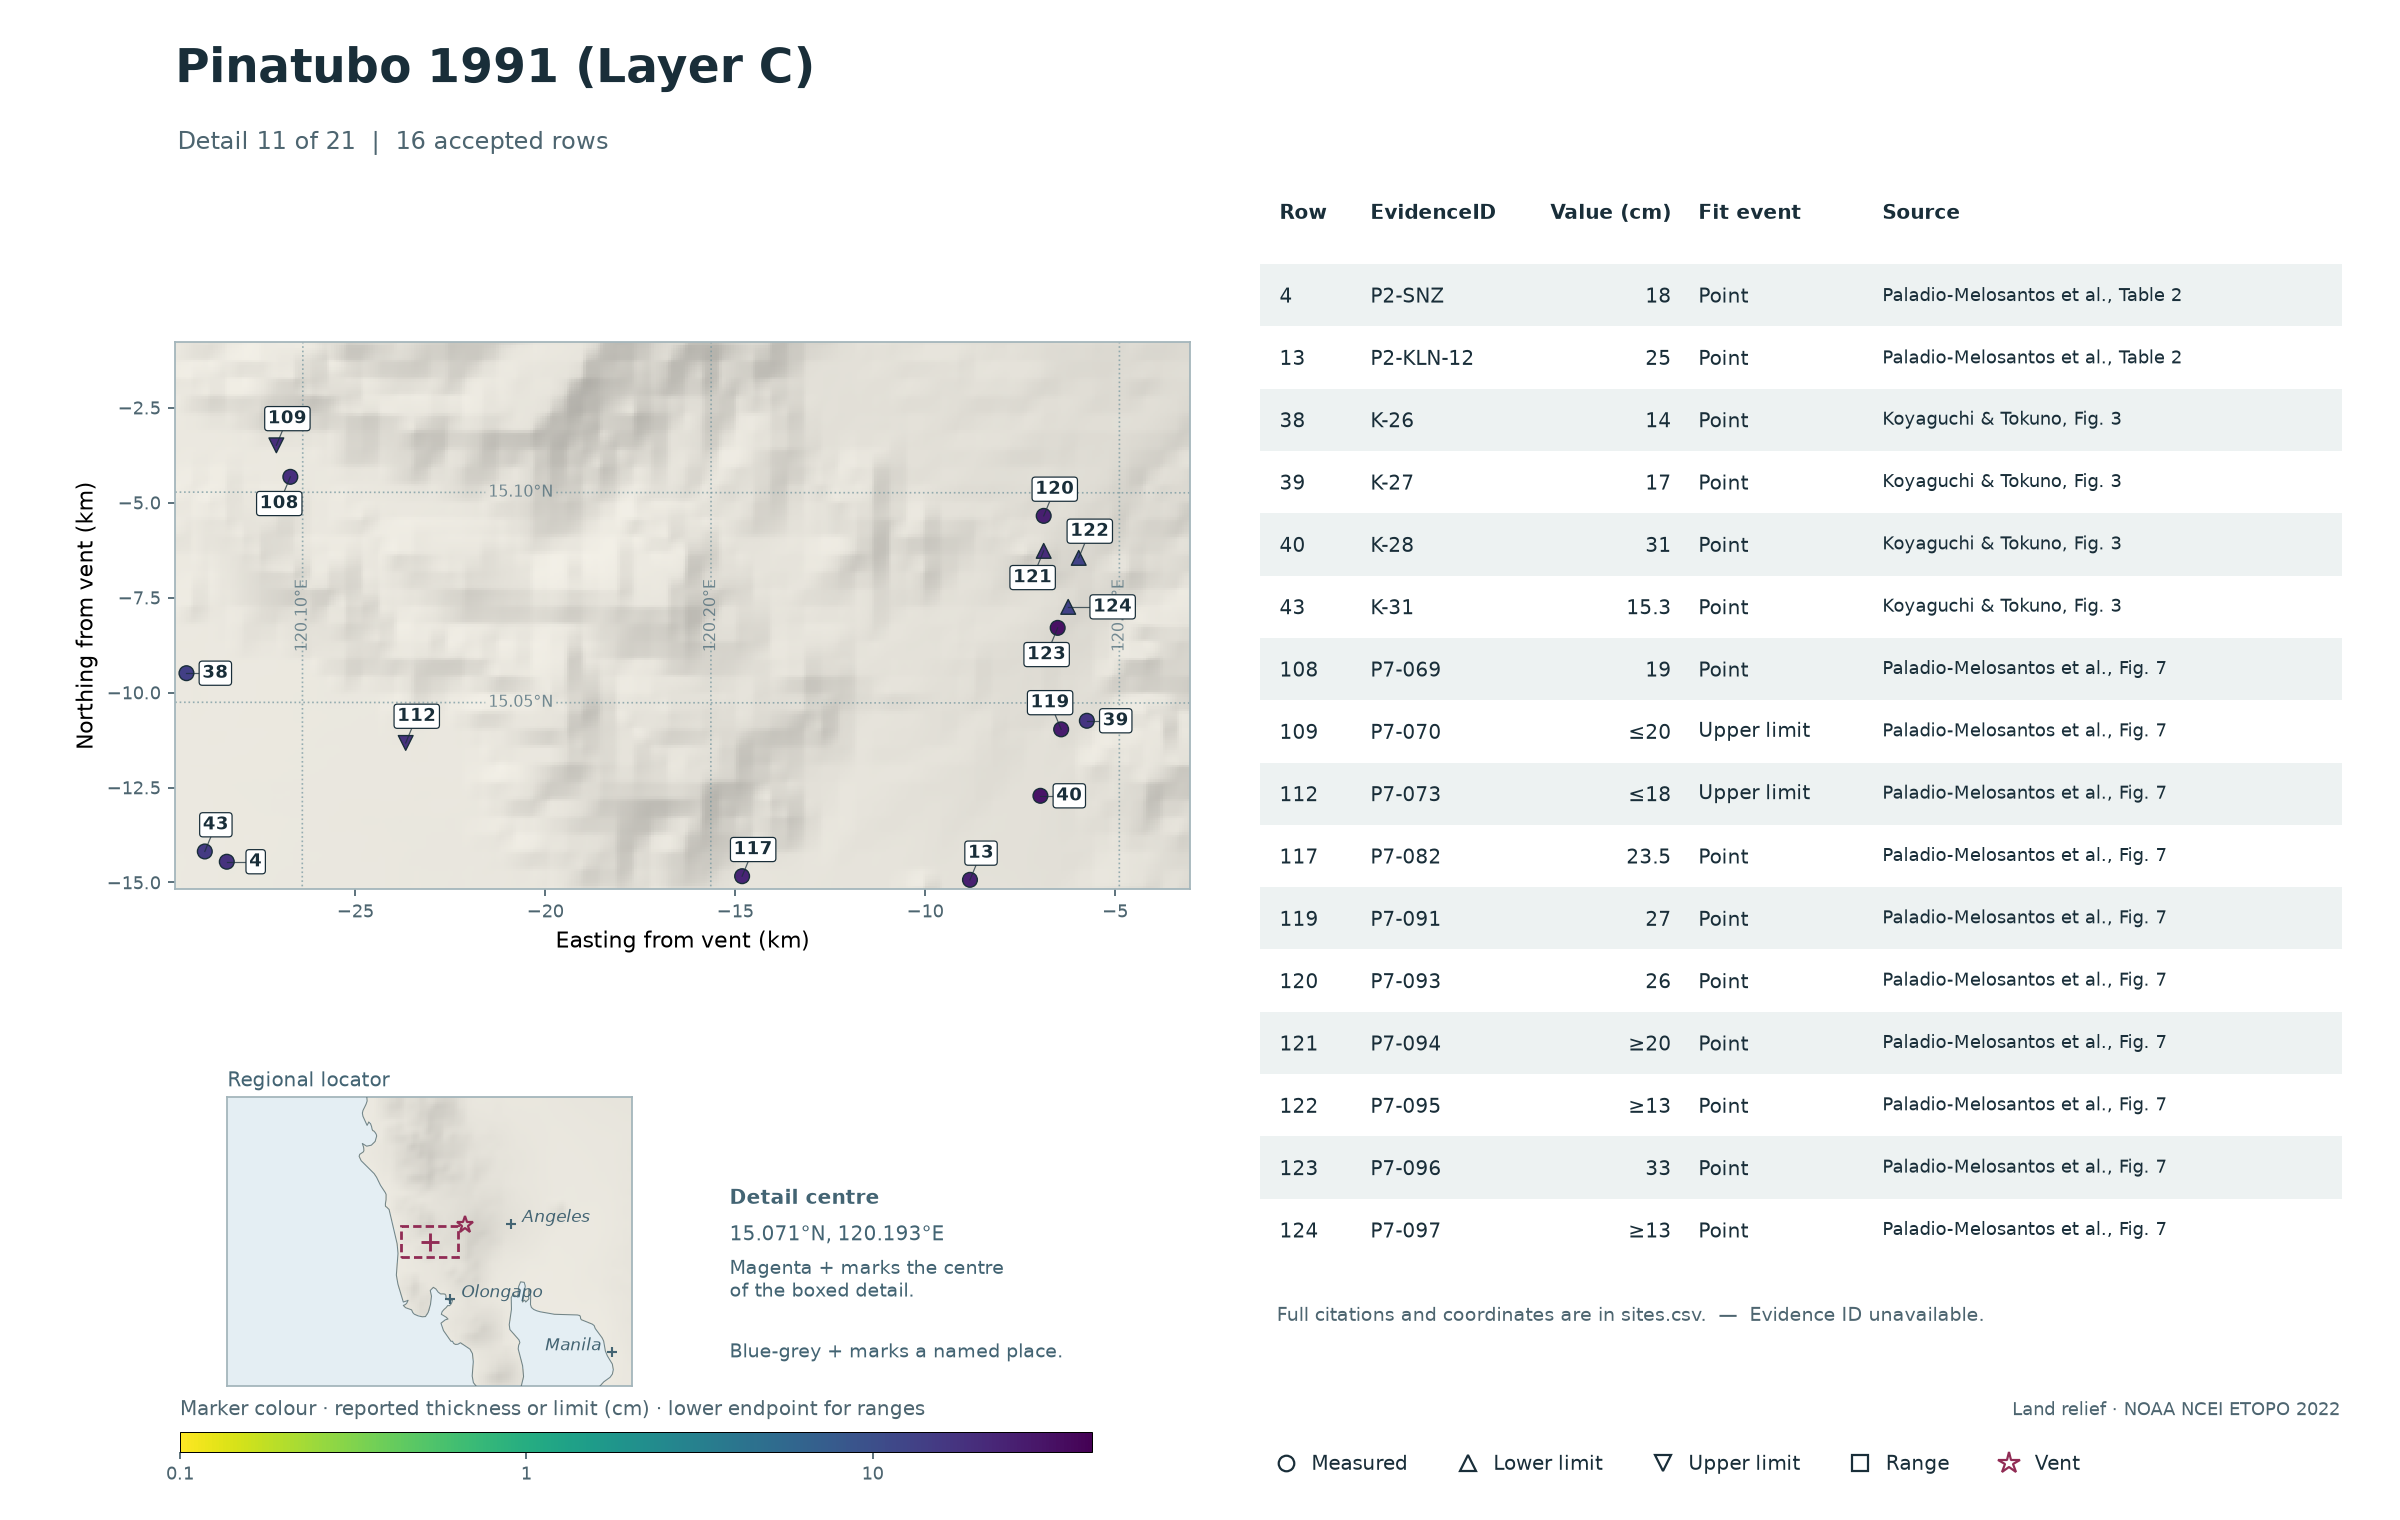 Pinatubo 1991 (Layer C)
Detail 11 of 21 | 16 accepted rows
Row EvidenceID Value (cm) Fit event Source
4 P2-SNZ 18 Point Paladio-Melosantos et al., Table 2
13 P2-KLN-12 25 Point Paladio-Melosantos et al., Table 2
38 K-26 14 Point Koyaguchi & Tokuno, Fig. 3
39 K-27 17 Point Koyaguchi & Tokuno, Fig. 3
40 K-28 31 Point Koyaguchi & Tokuno, Fig. 3
43 K-31 15.3 Point Koyaguchi & Tokuno, Fig. 3
108 P7-069 19 Point Paladio-Melosantos et al., Fig. 7
109 P7-070 ≤20 Upper limit Paladio-Melosantos et al., Fig. 7
112 P7-073 ≤18 Upper limit Paladio-Melosantos et al., Fig. 7
117 P7-082 23.5 Point Paladio-Melosantos et al., Fig. 7
119 P7-091 27 Point Paladio-Melosantos et al., Fig. 7
120 P7-093 26 Point Paladio-Melosantos et al., Fig. 7
121 P7-094 ≥20 Point Paladio-Melosantos et al., Fig. 7
122 P7-095 ≥13 Point Paladio-Melosantos et al., Fig. 7
123 P7-096 33 Point Paladio-Melosantos et al., Fig. 7
124 P7-097 ≥13 Point Paladio-Melosantos et al., Fig. 7
Full citations and coordinates are in sites.csv. — Evidence ID unavailable.
Northing from vent (km)
−2.5
−5.0
−7.5
−10.0
−12.5
−15.0
109
108
15.10°N
120
122
121
124
120.10°E
120.20°E
120 °E
123
38
15.05°N
119
39
112
40
43
4
117
13
−25 −20 −15 −10 −5
Easting from vent (km)
Regional locator
Angeles
Olongapo
Manila
Detail centre
15.071°N, 120.193°E
Magenta + marks the centre
of the boxed detail.
Blue-grey + marks a named place.
Marker colour · reported thickness or limit (cm) · lower endpoint for ranges
0.1 1 10
Land relief · NOAA NCEI ETOPO 2022
Measured Lower limit Upper limit Range Vent